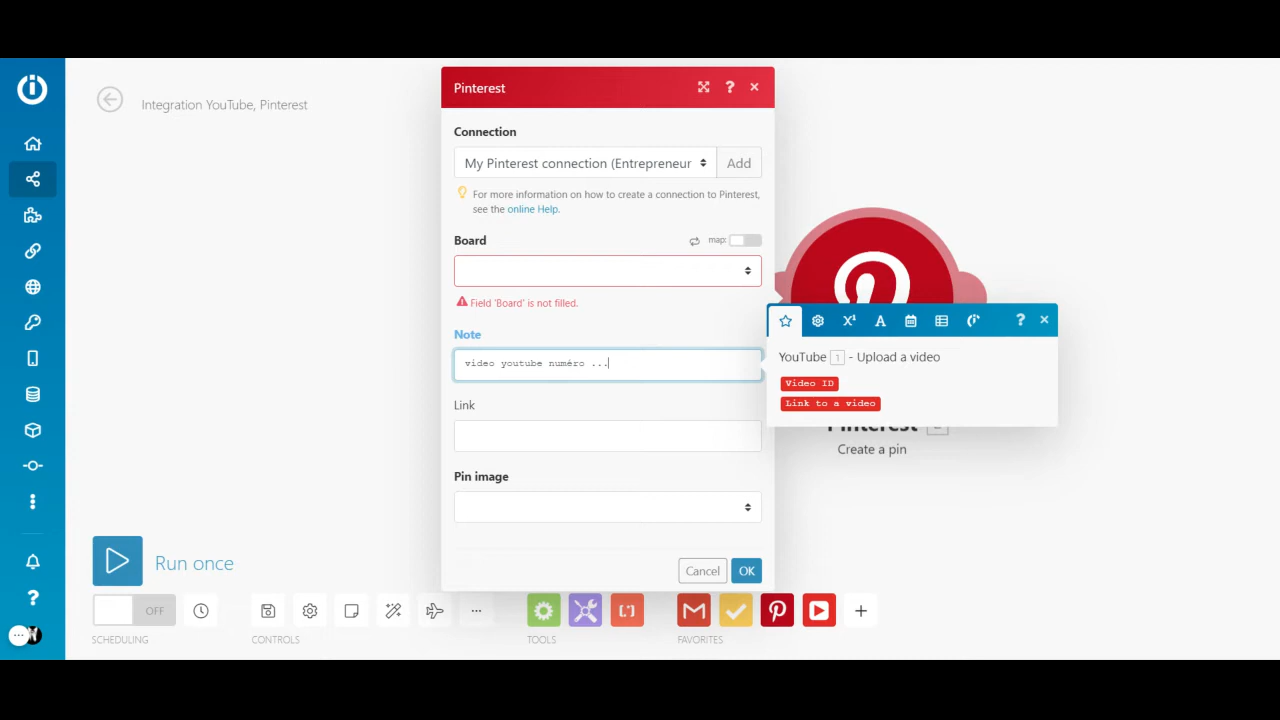 Pinterest
Integration YouTube, Pinterest
Connection
My Pinterest connection (Entrepreneur
Add
For more information on how to create a connection to Pinterest,
see the online Help.
Board
map:
Field 'Board' is not filled.
Note
video youtube numéro ...
YouTube 1 - Upload a video
Video ID
Link to a video
Link
Pinterest
Create a pin
Pin image
Cancel
OK
Run once
OFF
SCHEDULING
CONTROLS
TOOLS
FAVORITES